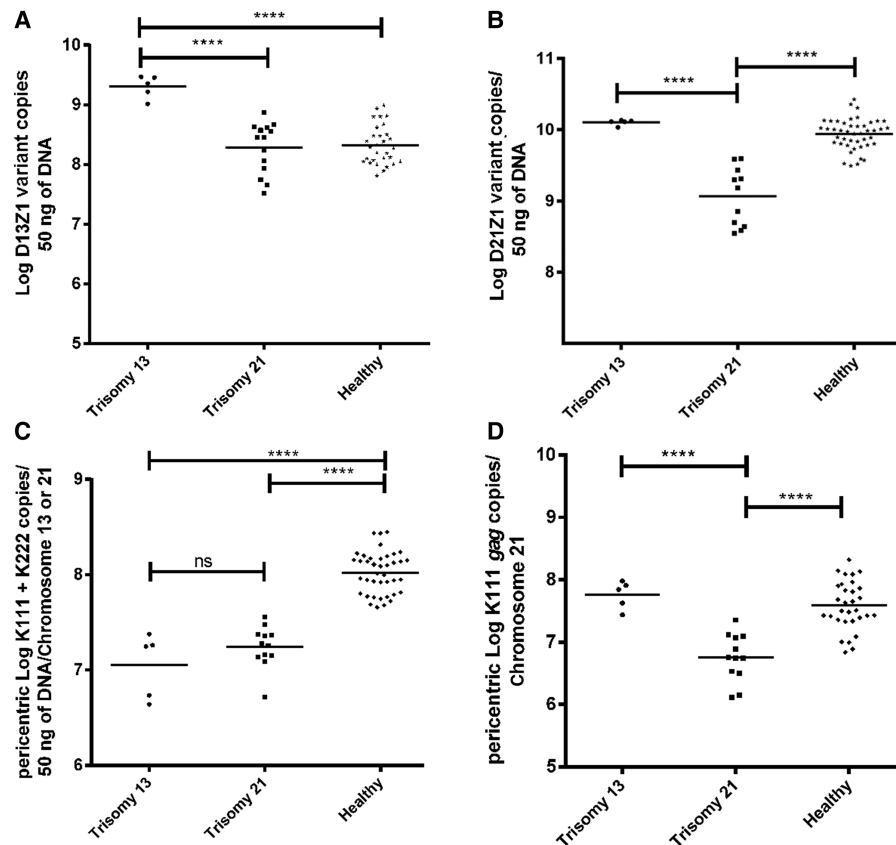 A
Log D13Z1 variant copies/
50 ng of DNA
10
9
8
7
6
5
****
****
Trisomy 13
Trisomy 21
Healthy
B
Log D21Z1 variant copies/
50 ng of DNA
11
10
9
8
****
****
Trisomy 13
Trisomy 21
Healthy
C
pericentric Log K111 + K222 copies/
50 ng of DNA/Chromosome 13 or 21
9
8
7
6
****
****
ns
Trisomy 13
Trisomy 21
Healthy
D
pericentric Log K111 gag copies/
Chromosome 21
10
9
8
7
6
5
****
****
Trisomy 13
Trisomy 21
Healthy